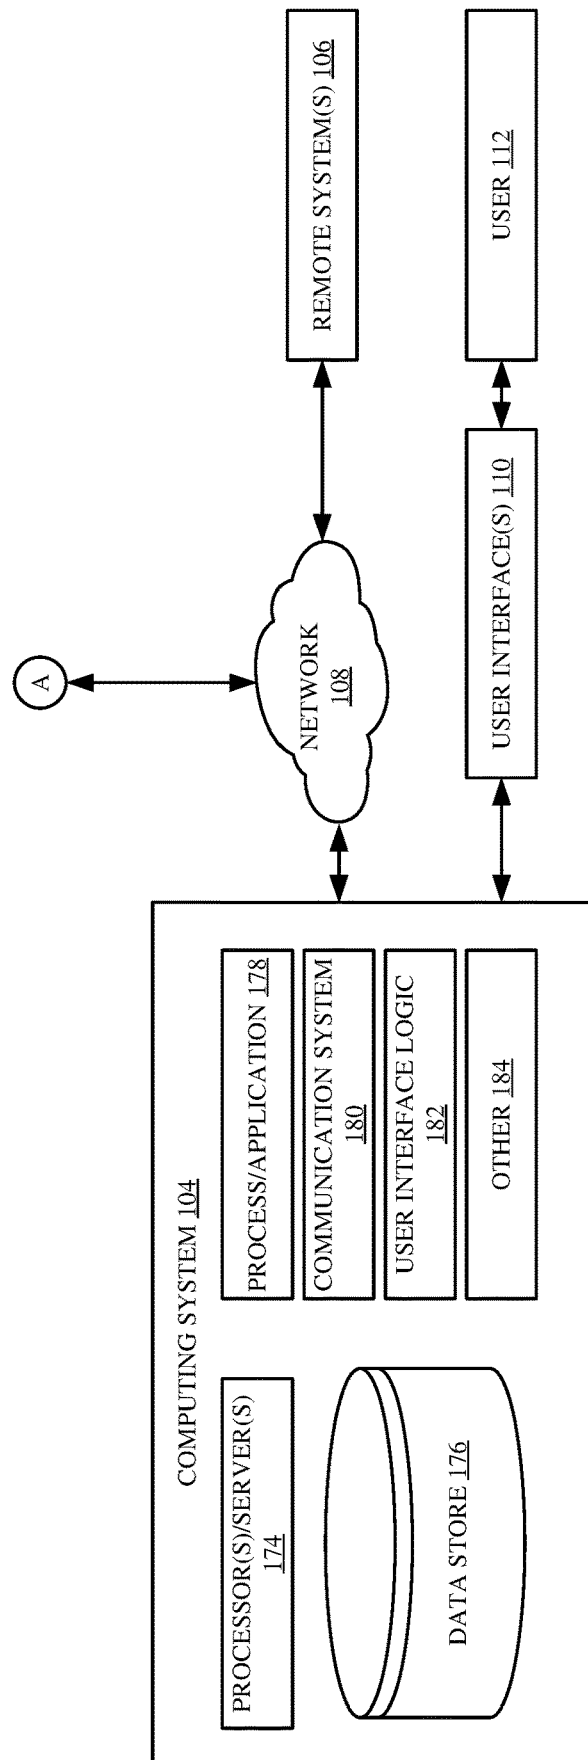 A
COMPUTING SYSTEM 104
PROCESSOR(S)/SERVER(S)
174
DATA STORE 176
PROCESS/APPLICATION 178
COMMUNICATION SYSTEM
180
USER INTERFACE LOGIC
182
OTHER 184
NETWORK
108
REMOTE SYSTEM(S) 106
USER INTERFACE(S) 110
USER 112